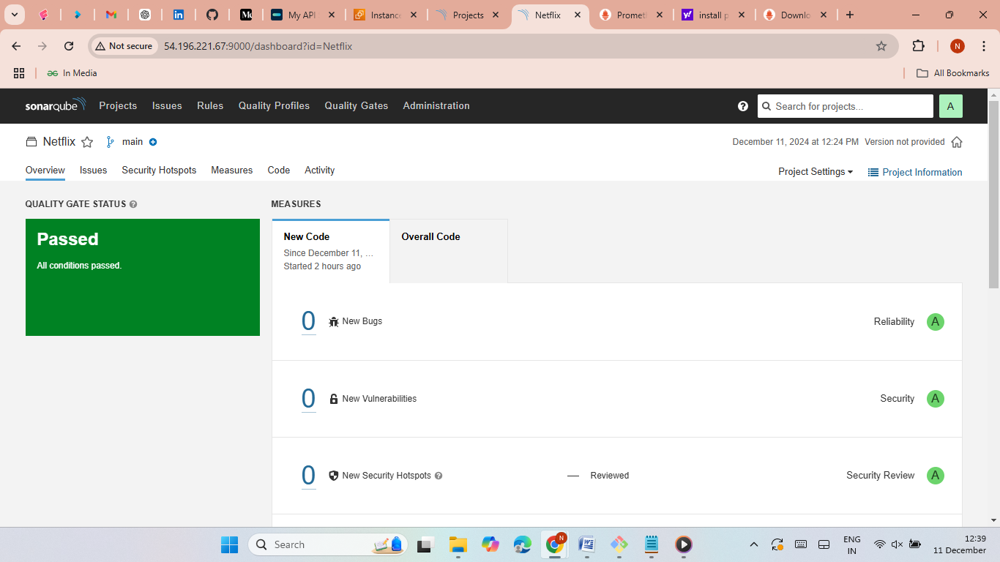 My API
Instance
Projects
Netflix
Prometh
install p
Downlo
Not secure
54.196.221.67:9000/dashboard?id=Netflix
N
In Media
All Bookmarks
sonarqube
Projects
Issues
Rules
Quality Profiles
Quality Gates
Administration
Search for projects...
A
Netflix
main
December 11, 2024 at 12:24 PM
Version not provided
Overview
Issues
Security Hotspots
Measures
Code
Activity
Project Settings
Project Information
QUALITY GATE STATUS
MEASURES
Passed
All conditions passed.
New Code
Since December 11, ...
Started 2 hours ago
Overall Code
0
New Bugs
Reliability
A
0
New Vulnerabilities
Security
A
0
New Security Hotspots
— Reviewed
Security Review
A
Search
N
ENG
IN
12:39
11 December